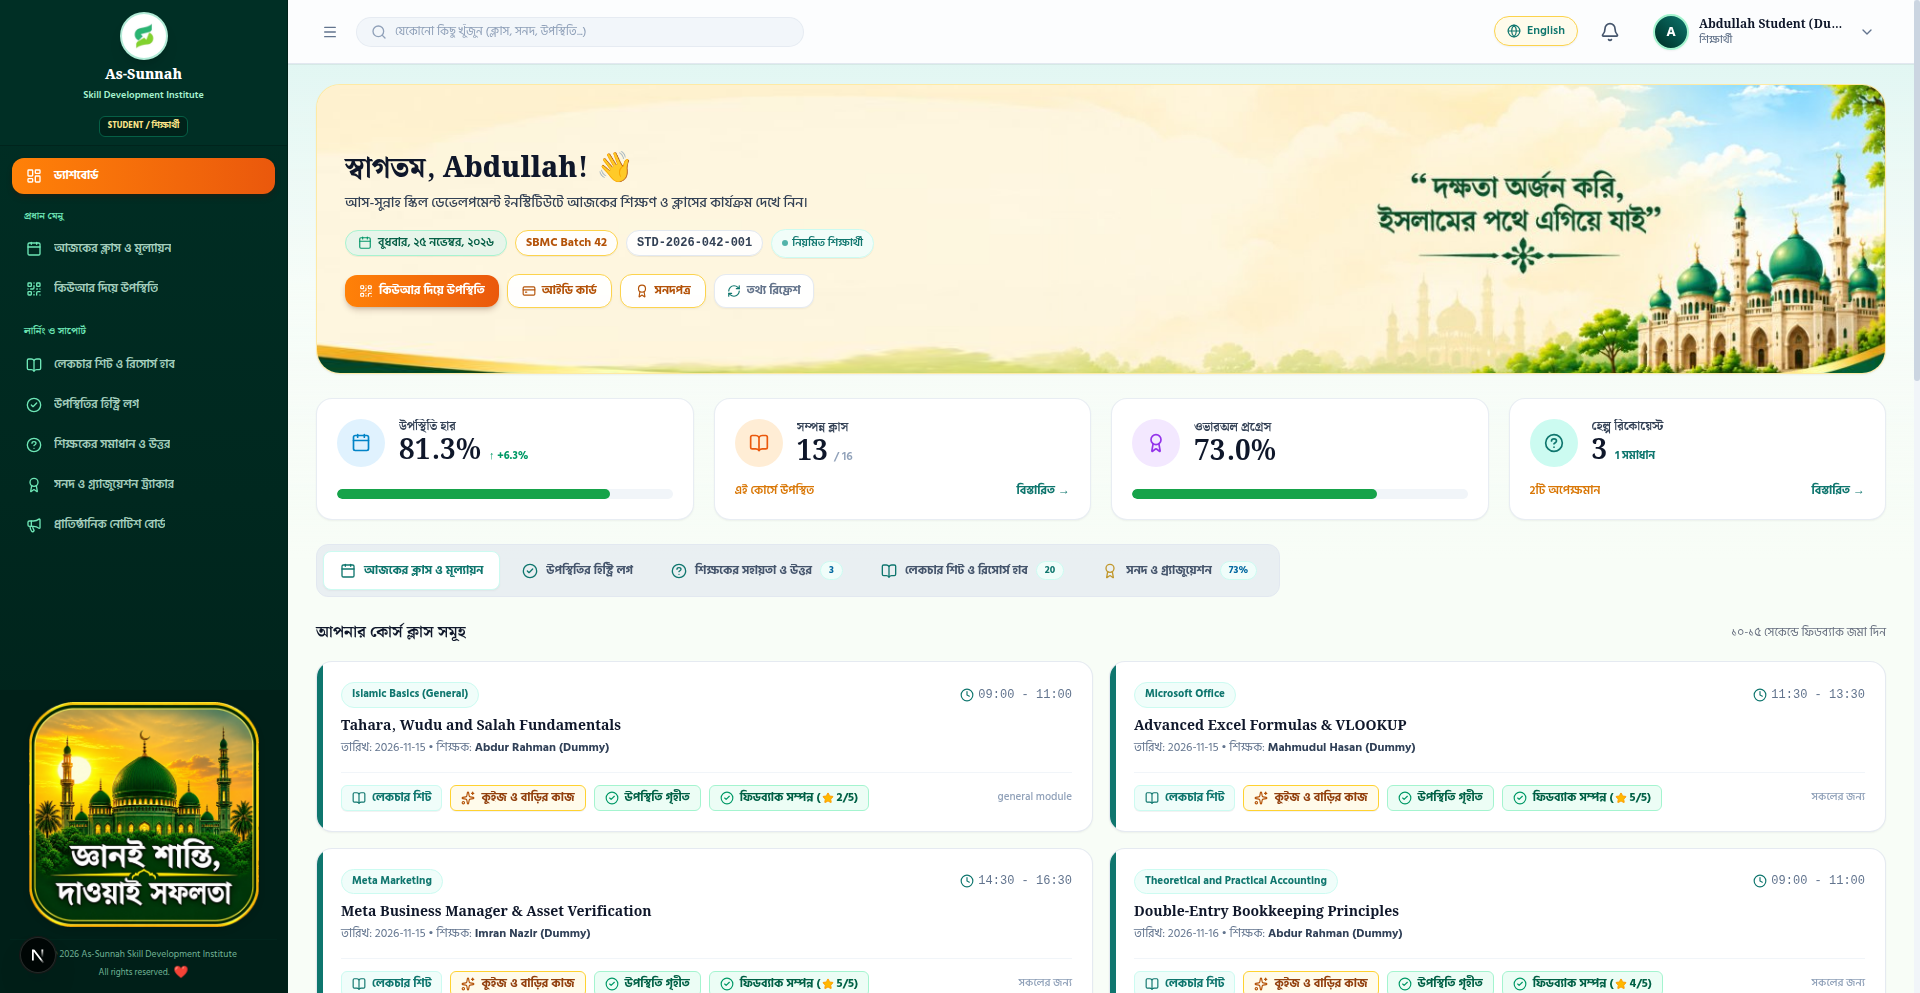 As-Sunnah
Skill Development Institute
STUDENT / শিক্ষার্থী
ড্যাশবোর্ড
প্রধান মেনু
আজকের ক্লাস ও মূল্যায়ন
কিউআর দিয়ে উপস্থিতি
লার্নিং ও সাপোর্ট
লেকচার শিট ও রিসোর্স হাব
উপস্থিতির হিস্ট্রি লগ
শিক্ষকের সমাধান ও উত্তর
সনদ ও গ্র্যাজুয়েশন ট্র্যাকার
প্রাতিষ্ঠানিক নোটিশ বোর্ড
জ্ঞানই শান্তি,
দাওয়াই সফলতা
N
2026 As-Sunnah Skill Development Institute
All rights reserved. ❤️
যেকোনো কিছু খুঁজুন (ক্লাস, সনদ, উপস্থিতি...)
English
A
Abdullah Student (Du...
শিক্ষার্থী
স্বাগতম, Abdullah! 👋
আস-সুন্নাহ স্কিল ডেভেলপমেন্ট ইনস্টিটিউটে আজকের শিক্ষণ ও ক্লাসের কার্যক্রম দেখে নিন।
বুধবার, ২৫ নভেম্বর, ২০২৬
SBMC Batch 42
STD-2026-042-001
নিয়মিত শিক্ষার্থী
কিউআর দিয়ে উপস্থিতি
আইডি কার্ড
সনদপত্র
তথ্য রিফ্রেশ
“ দক্ষতা অর্জন করি,
ইসলামের পথে এগিয়ে যাই”
উপস্থিতি হার
81.3% ↑ +6.3%
সম্পন্ন ক্লাস
13 / 16
এই কোর্সে উপস্থিত
বিস্তারিত →
ওভারঅল প্রগ্রেস
73.0%
হেল্প রিকোয়েস্ট
3 1 সমাধান
2টি অপেক্ষমান
বিস্তারিত →
আজকের ক্লাস ও মূল্যায়ন
উপস্থিতির হিস্ট্রি লগ
শিক্ষকের সহায়তা ও উত্তর 3
লেকচার শিট ও রিসোর্স হাব 20
সনদ ও গ্র্যাজুয়েশন 73%
আপনার কোর্স ক্লাস সমূহ
১০-১৫ সেকেন্ডে ফিডব্যাক জমা দিন
Islamic Basics (General)
09:00 - 11:00
Tahara, Wudu and Salah Fundamentals
তারিখ: 2026-11-15 • শিক্ষক: Abdur Rahman (Dummy)
লেকচার শিট
কুইজ ও বাড়ির কাজ
উপস্থিতি গৃহীত
ফিডব্যাক সম্পন্ন (⭐ 2/5)
general module
Microsoft Office
11:30 - 13:30
Advanced Excel Formulas & VLOOKUP
তারিখ: 2026-11-15 • শিক্ষক: Mahmudul Hasan (Dummy)
লেকচার শিট
কুইজ ও বাড়ির কাজ
উপস্থিতি গৃহীত
ফিডব্যাক সম্পন্ন (⭐ 5/5)
সকলের জন্য
Meta Marketing
14:30 - 16:30
Meta Business Manager & Asset Verification
তারিখ: 2026-11-15 • শিক্ষক: Imran Nazir (Dummy)
লেকচার শিট
কুইজ ও বাড়ির কাজ
উপস্থিতি গৃহীত
ফিডব্যাক সম্পন্ন (⭐ 5/5)
সকলের জন্য
Theoretical and Practical Accounting
09:00 - 11:00
Double-Entry Bookkeeping Principles
তারিখ: 2026-11-16 • শিক্ষক: Abdur Rahman (Dummy)
লেকচার শিট
কুইজ ও বাড়ির কাজ
উপস্থিতি গৃহীত
ফিডব্যাক সম্পন্ন (⭐ 4/5)
সকলের জন্য